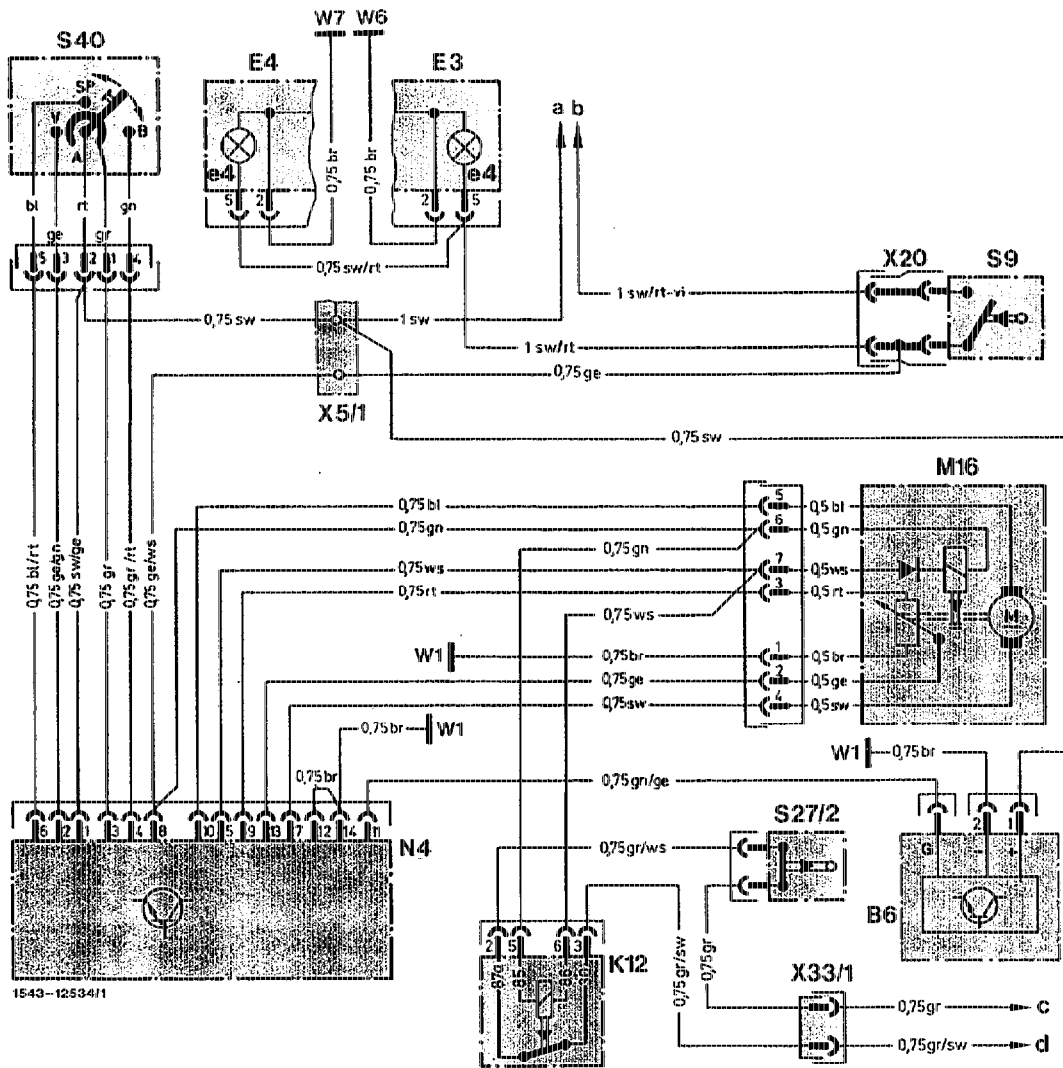 W7 W6
S40
E4 E3
SP
V
A
B
a b
e4 e4
5 2 2 5
0,75 br
0,75 br
bl rt gn
ge gr
5 3 2 1 4
0,75 sw/rt
X20 S9
1 sw/rt-vi
0,75 sw
1 sw
1 sw/rt
0,75 ge
X5/1
0,75 sw
M16
0,75 bl 5 0,5 bl
0,75 gn 6 0,5 gn
0,75 gn
0,75 ws 7 0,5 ws
0,75 rt 3 0,5 rt
0,75 ws
M
W1 0,75 br 1 0,5 br
0,75 ge 2 0,5 ge
0,75 sw 4 0,5 sw
0,75 bl/rt
0,75 ge/gn
0,75 sw/ge
0,75 gr
0,75 gr/rt
0,75 ge/ws
0,75 br W1
W1 0,75 br
0,75 br
0,75 gn/ge
6 2 1 3 4 8 10 5 9 13 7 12 14 11
N4
S27/2
0,75 gr/ws
2 1
G - +
B6
2 5 6 3
K12
87a 85 86 30
0,75 gr/sw
0,75 gr
X33/1
0,75 gr c
0,75 gr/sw d
1543-12534/1